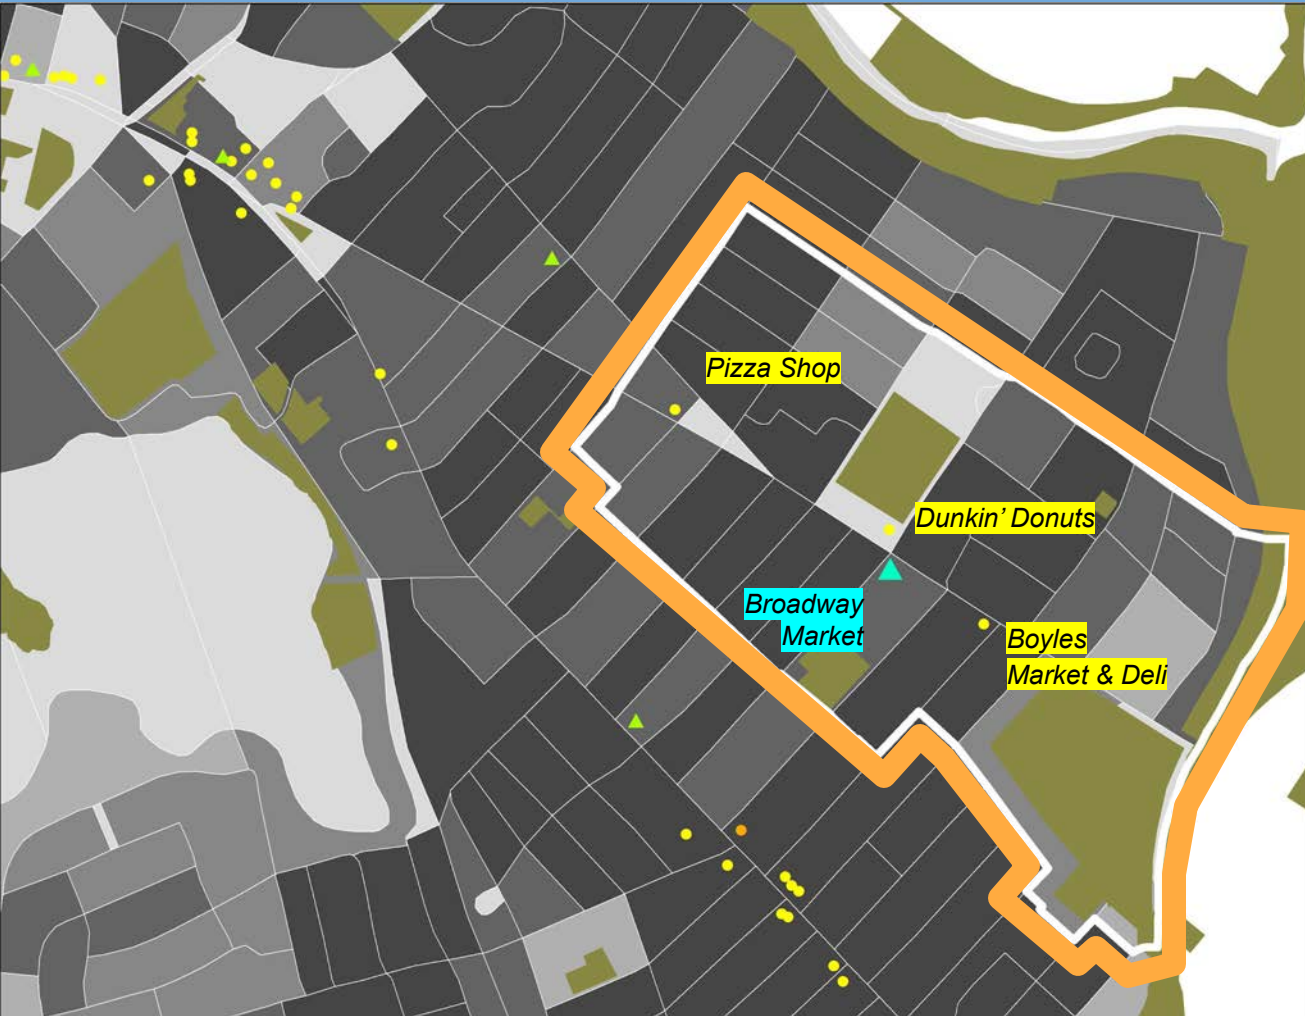 Pizza Shop
Dunkin’ Donuts
Broadway
Market
Boyles
Market & Deli